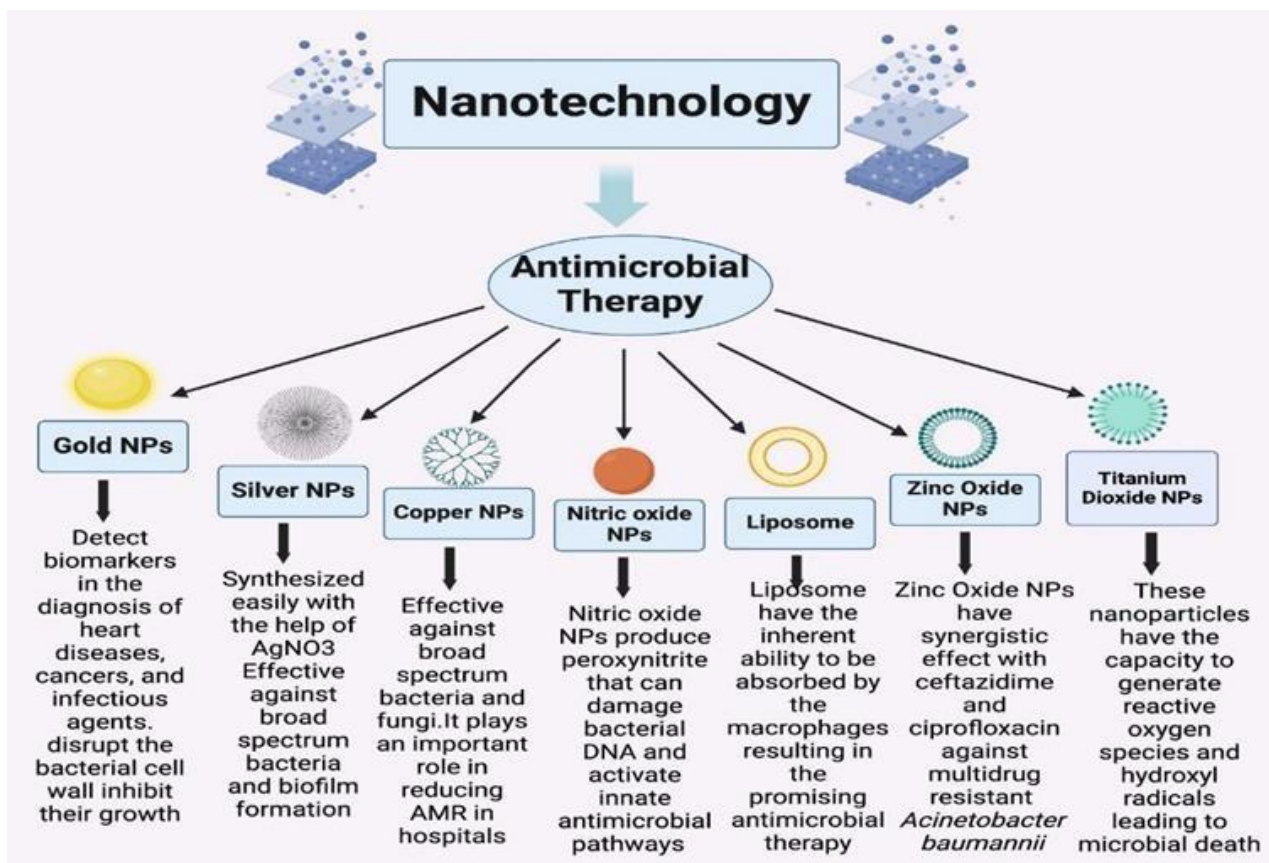 Nanotechnology
Antimicrobial
Therapy
Gold NPs
Detect
biomarkers
in the
diagnosis of
heart
diseases,
cancers, and
infectious
agents.
disrupt the
bacterial cell
wall inhibit
their growth
Silver NPs
Synthesized
easily with
the help of
AgNO3
Effective
against
broad
spectrum
bacteria
and biofilm
formation
Copper NPs
Effective
against
broad
spectrum
bacteria and
fungi.It plays
an important
role in
reducing
AMR in
hospitals
Nitric oxide
NPs
Nitric oxide
NPs produce
peroxynitrite
that can
damage
bacterial
DNA and
activate
innate
antimicrobial
pathways
Liposome
Liposome
have the
inherent
ability to be
absorbed by
the
macrophages
resulting in
the
promising
antimicrobial
therapy
Zinc Oxide
NPs
Zinc Oxide NPs
have
synergistic
effect with
ceftazidime
and
ciprofloxacin
against
multidrug
resistant
Acinetobacter
baumannii
Titanium
Dioxide NPs
These
nanoparticles
have the
capacity to
generate
reactive
oxygen
species and
hydroxyl
radicals
leading to
microbial death